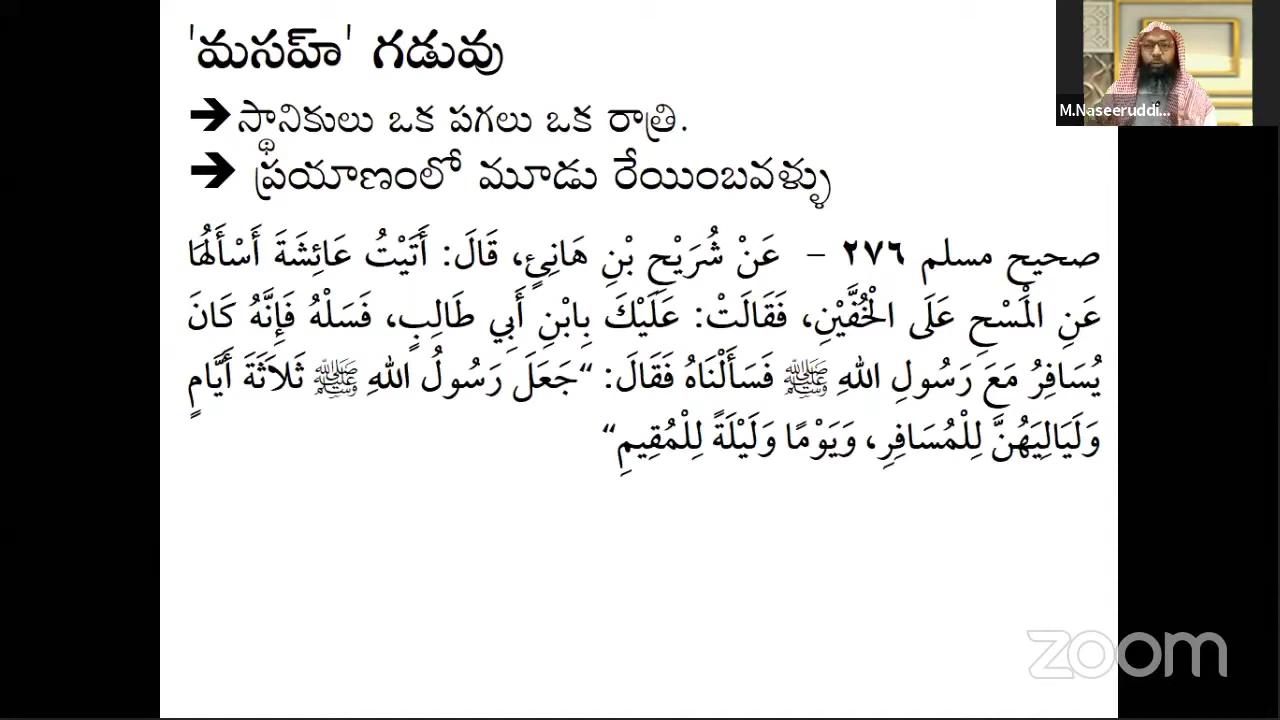 'మసహ్' గడువు
➔స్థానికులు ఒక పగలు ఒక రాత్రి.
➔ ప్రయాణంలో మూడు రేయింబవళ్ళు
صحيح مسلم ٢٧٦ – عَنْ شُرَيْحِ بْنِ هَانِئٍ، قَالَ: أَتَيْتُ عَائِشَةَ أَسْأَلُهَا
عَنِ الْمَسْحِ عَلَى الْخُفَّيْنِ، فَقَالَتْ: عَلَيْكَ بِابْنِ أَبِي طَالِبٍ، فَسَلْهُ فَإِنَّهُ كَانَ
يُسَافِرُ مَعَ رَسُولِ اللهِ ﷺ فَسَأَلْنَاهُ فَقَالَ: “جَعَلَ رَسُولُ اللهِ ﷺ ثَلَاثَةَ أَيَّامٍ
وَلَيَالِيَهُنَّ لِلْمُسَافِرِ، وَيَوْمًا وَلَيْلَةً لِلْمُقِيمِ“
M.Naseeruddi...
zoom